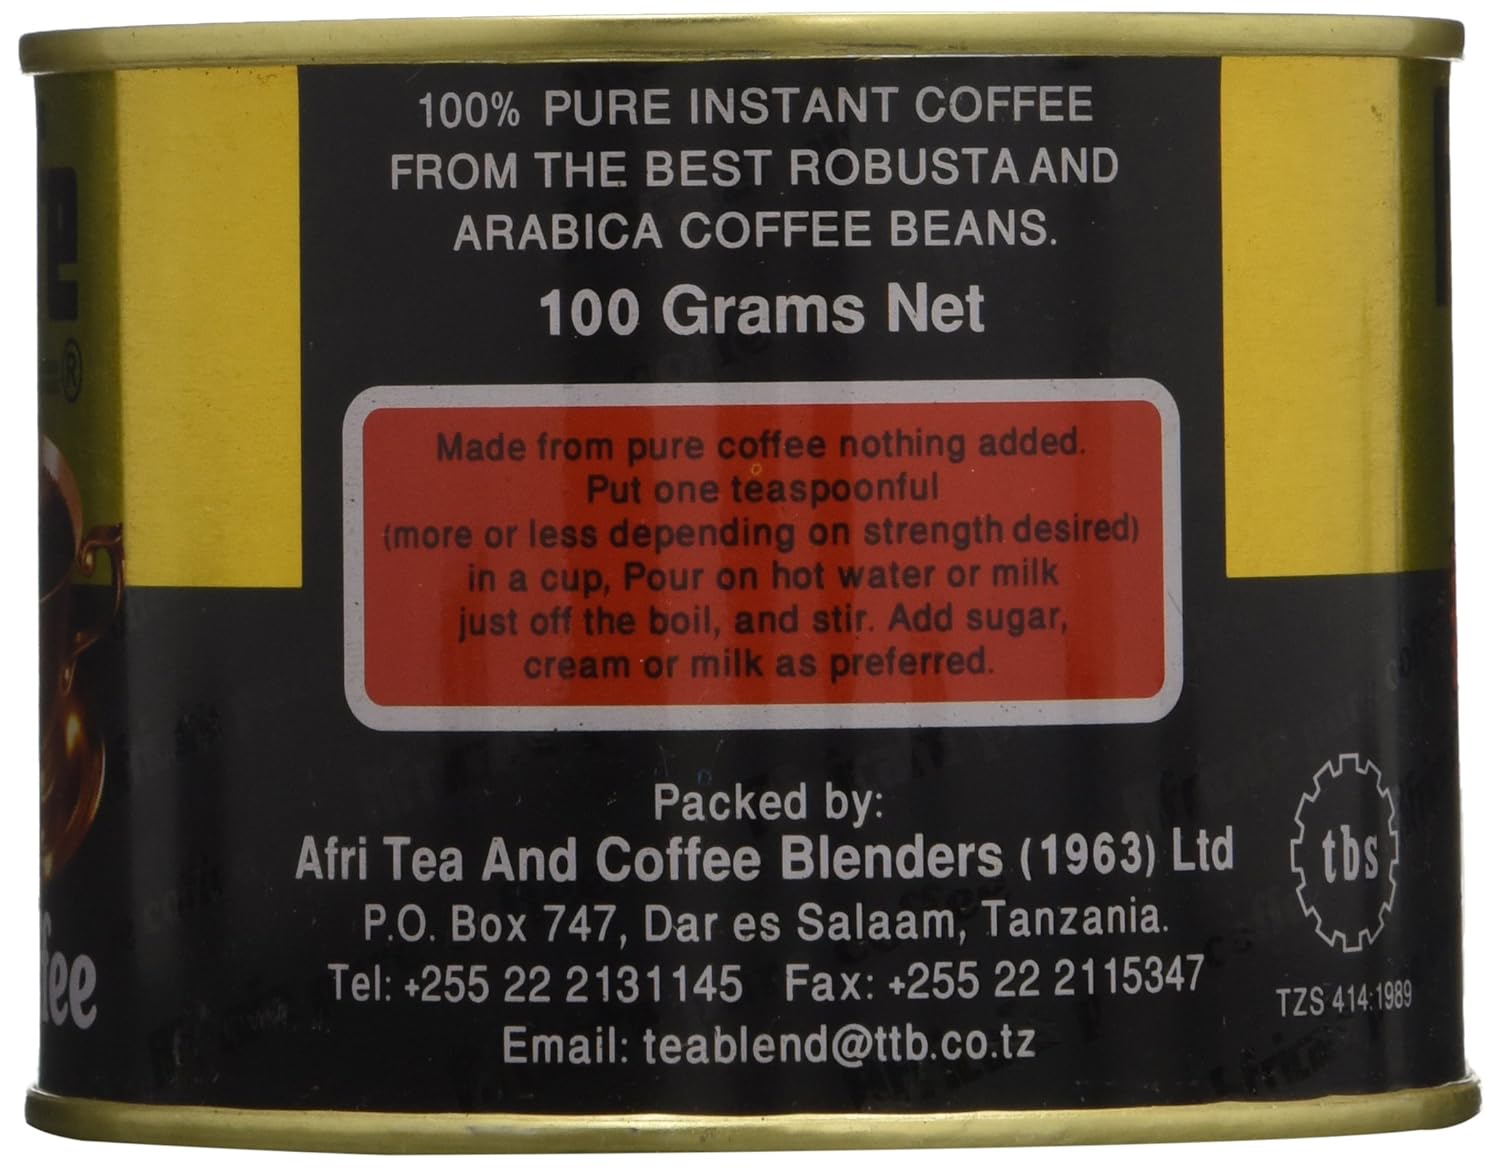 100% PURE INSTANT COFFEE
FROM THE BEST ROBUSTA AND
ARABICA COFFEE BEANS.
100 Grams Net
®
Made from pure coffee nothing added.
Put one teaspoonful
(more or less depending on strength desired)
in a cup, Pour on hot water or milk
just off the boil, and stir. Add sugar,
cream or milk as preferred.
Packed by:
Afri Tea And Coffee Blenders (1963) Ltd
P.O. Box 747, Dar es Salaam, Tanzania.
Tel: +255 22 2131145 Fax: +255 22 2115347
Email: teablend@ttb.co.tz
tbs
TZS 414:1989